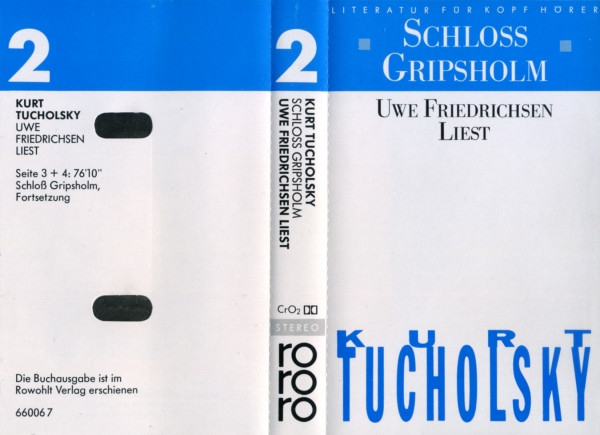 2
KURT
TUCHOLSKY
UWE
FRIEDRICHSEN
LIEST
Seite 3 + 4: 76'10"
Schloß Gripsholm,
Fortsetzung
Die Buchausgabe ist im
Rowohlt Verlag erschienen
66006 7
2
KURT TUCHOLSKY
SCHLOSS GRIPSHOLM
UWE FRIEDRICHSEN LIEST
CrO₂
STEREO
ro
ro
ro
LITERATUR FÜR KOPF HÖRER
SCHLOSS
GRIPSHOLM
UWE FRIEDRICHSEN
LIEST
KURT
TUCHOLSKY